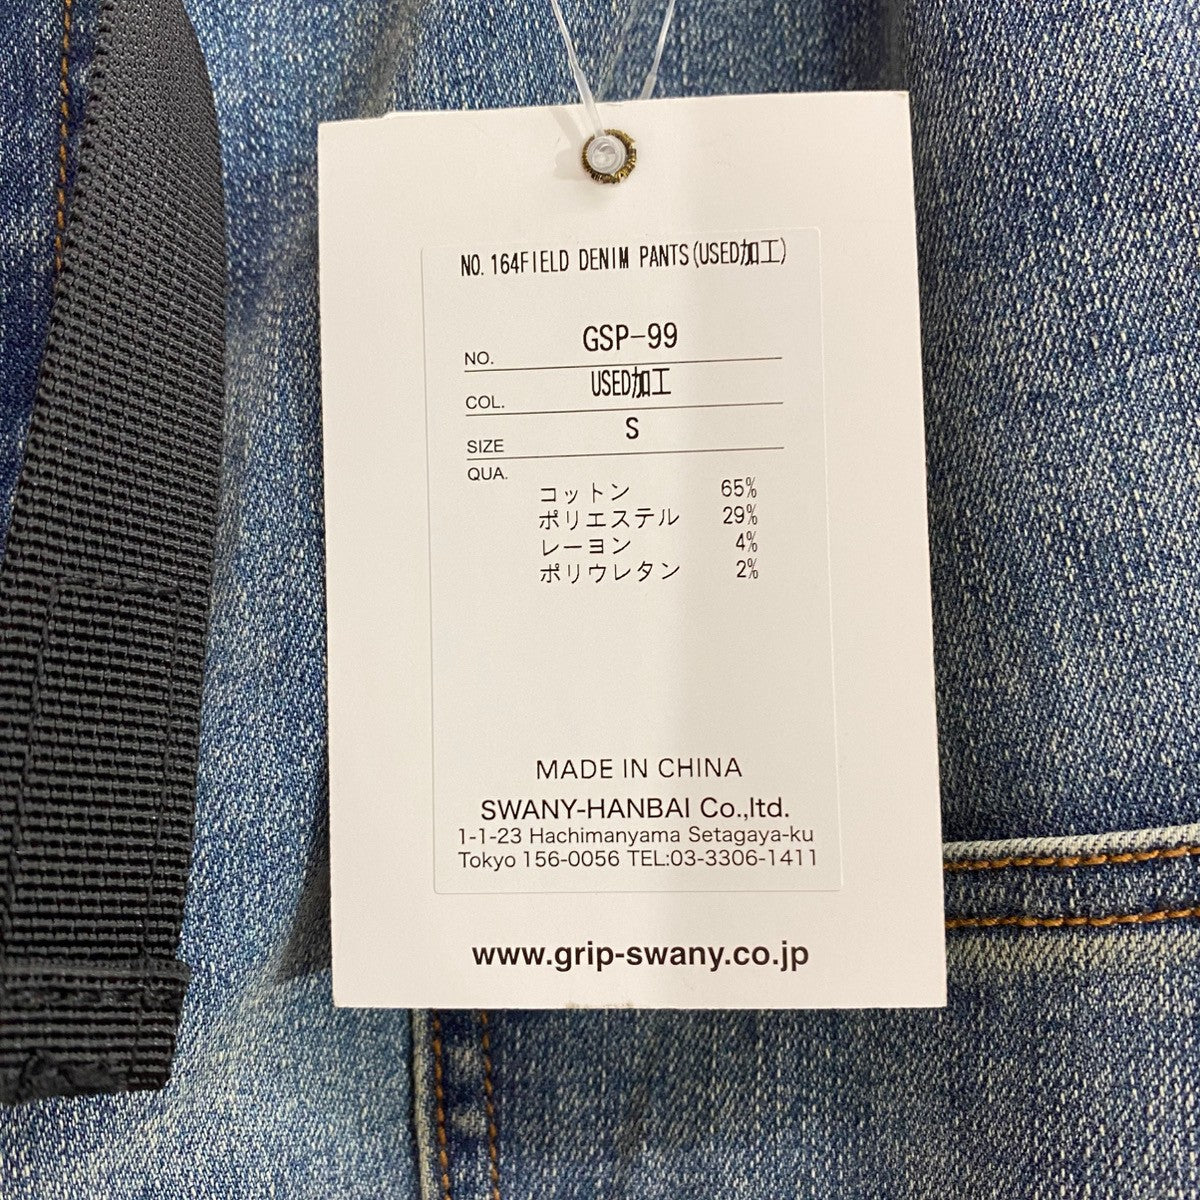 NO.164FIELD DENIM PANTS(USED加工)
NO. GSP-99
COL. USED加工
SIZE S
QUA.
コットン 65%
ポリエステル 29%
レーヨン 4%
ポリウレタン 2%
MADE IN CHINA
SWANY-HANBAI Co.,ltd.
1-1-23 Hachimanyama Setagaya-ku
Tokyo 156-0056 TEL:03-3306-1411
www.grip-swany.co.jp